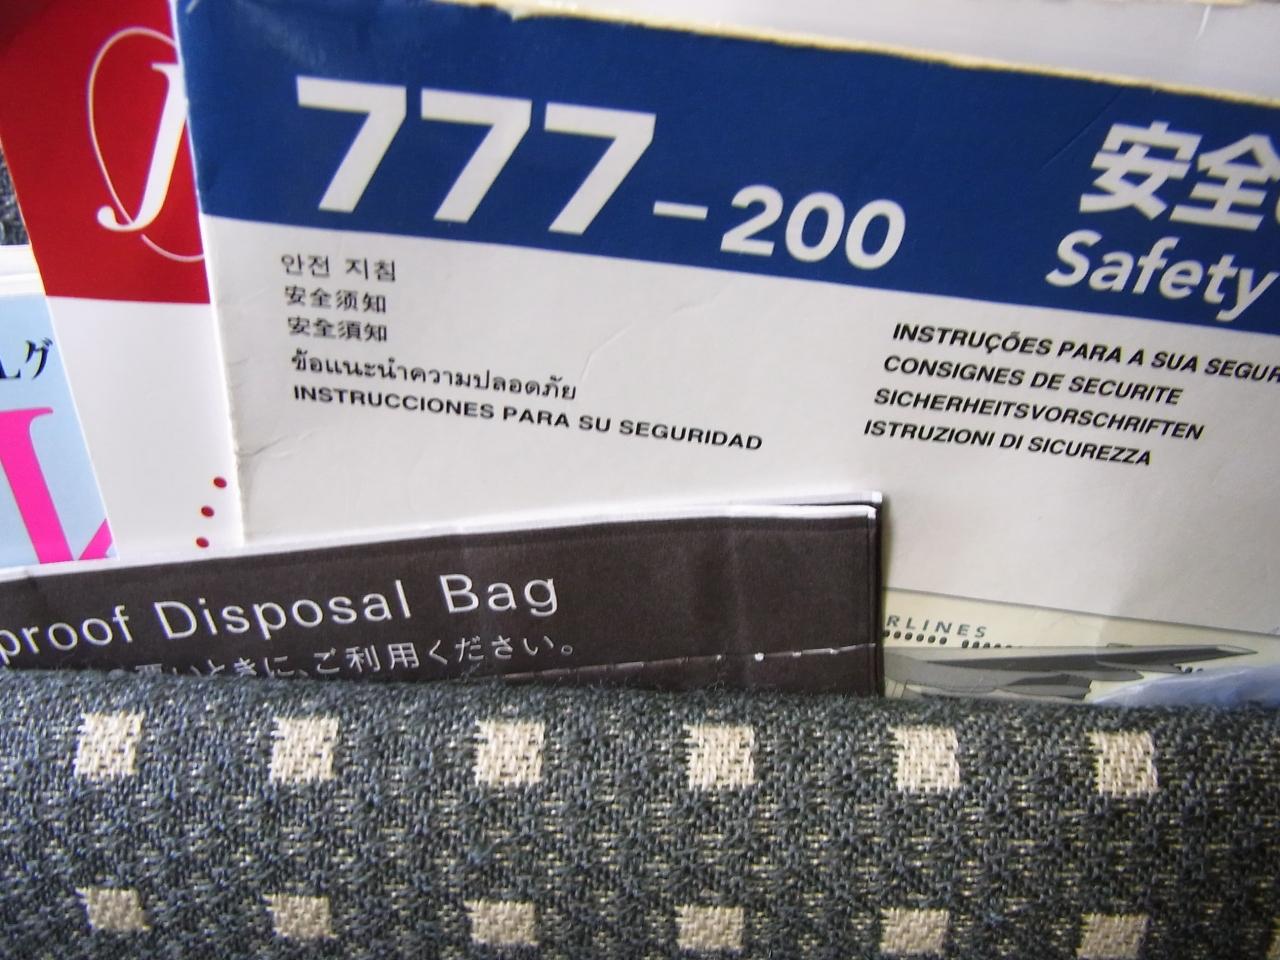 777-200
安全
Safety
안전 지침
安全须知
安全須知
ข้อแนะนำความปลอดภัย
INSTRUCCIONES PARA SU SEGURIDAD
INSTRUÇÕES PARA A SUA SEGUR
CONSIGNES DE SECURITE
SICHERHEITSVORSCHRIFTEN
ISTRUZIONI DI SICUREZZA
proof Disposal Bag
いときに、ご利用ください。
RLINES
J
ログ